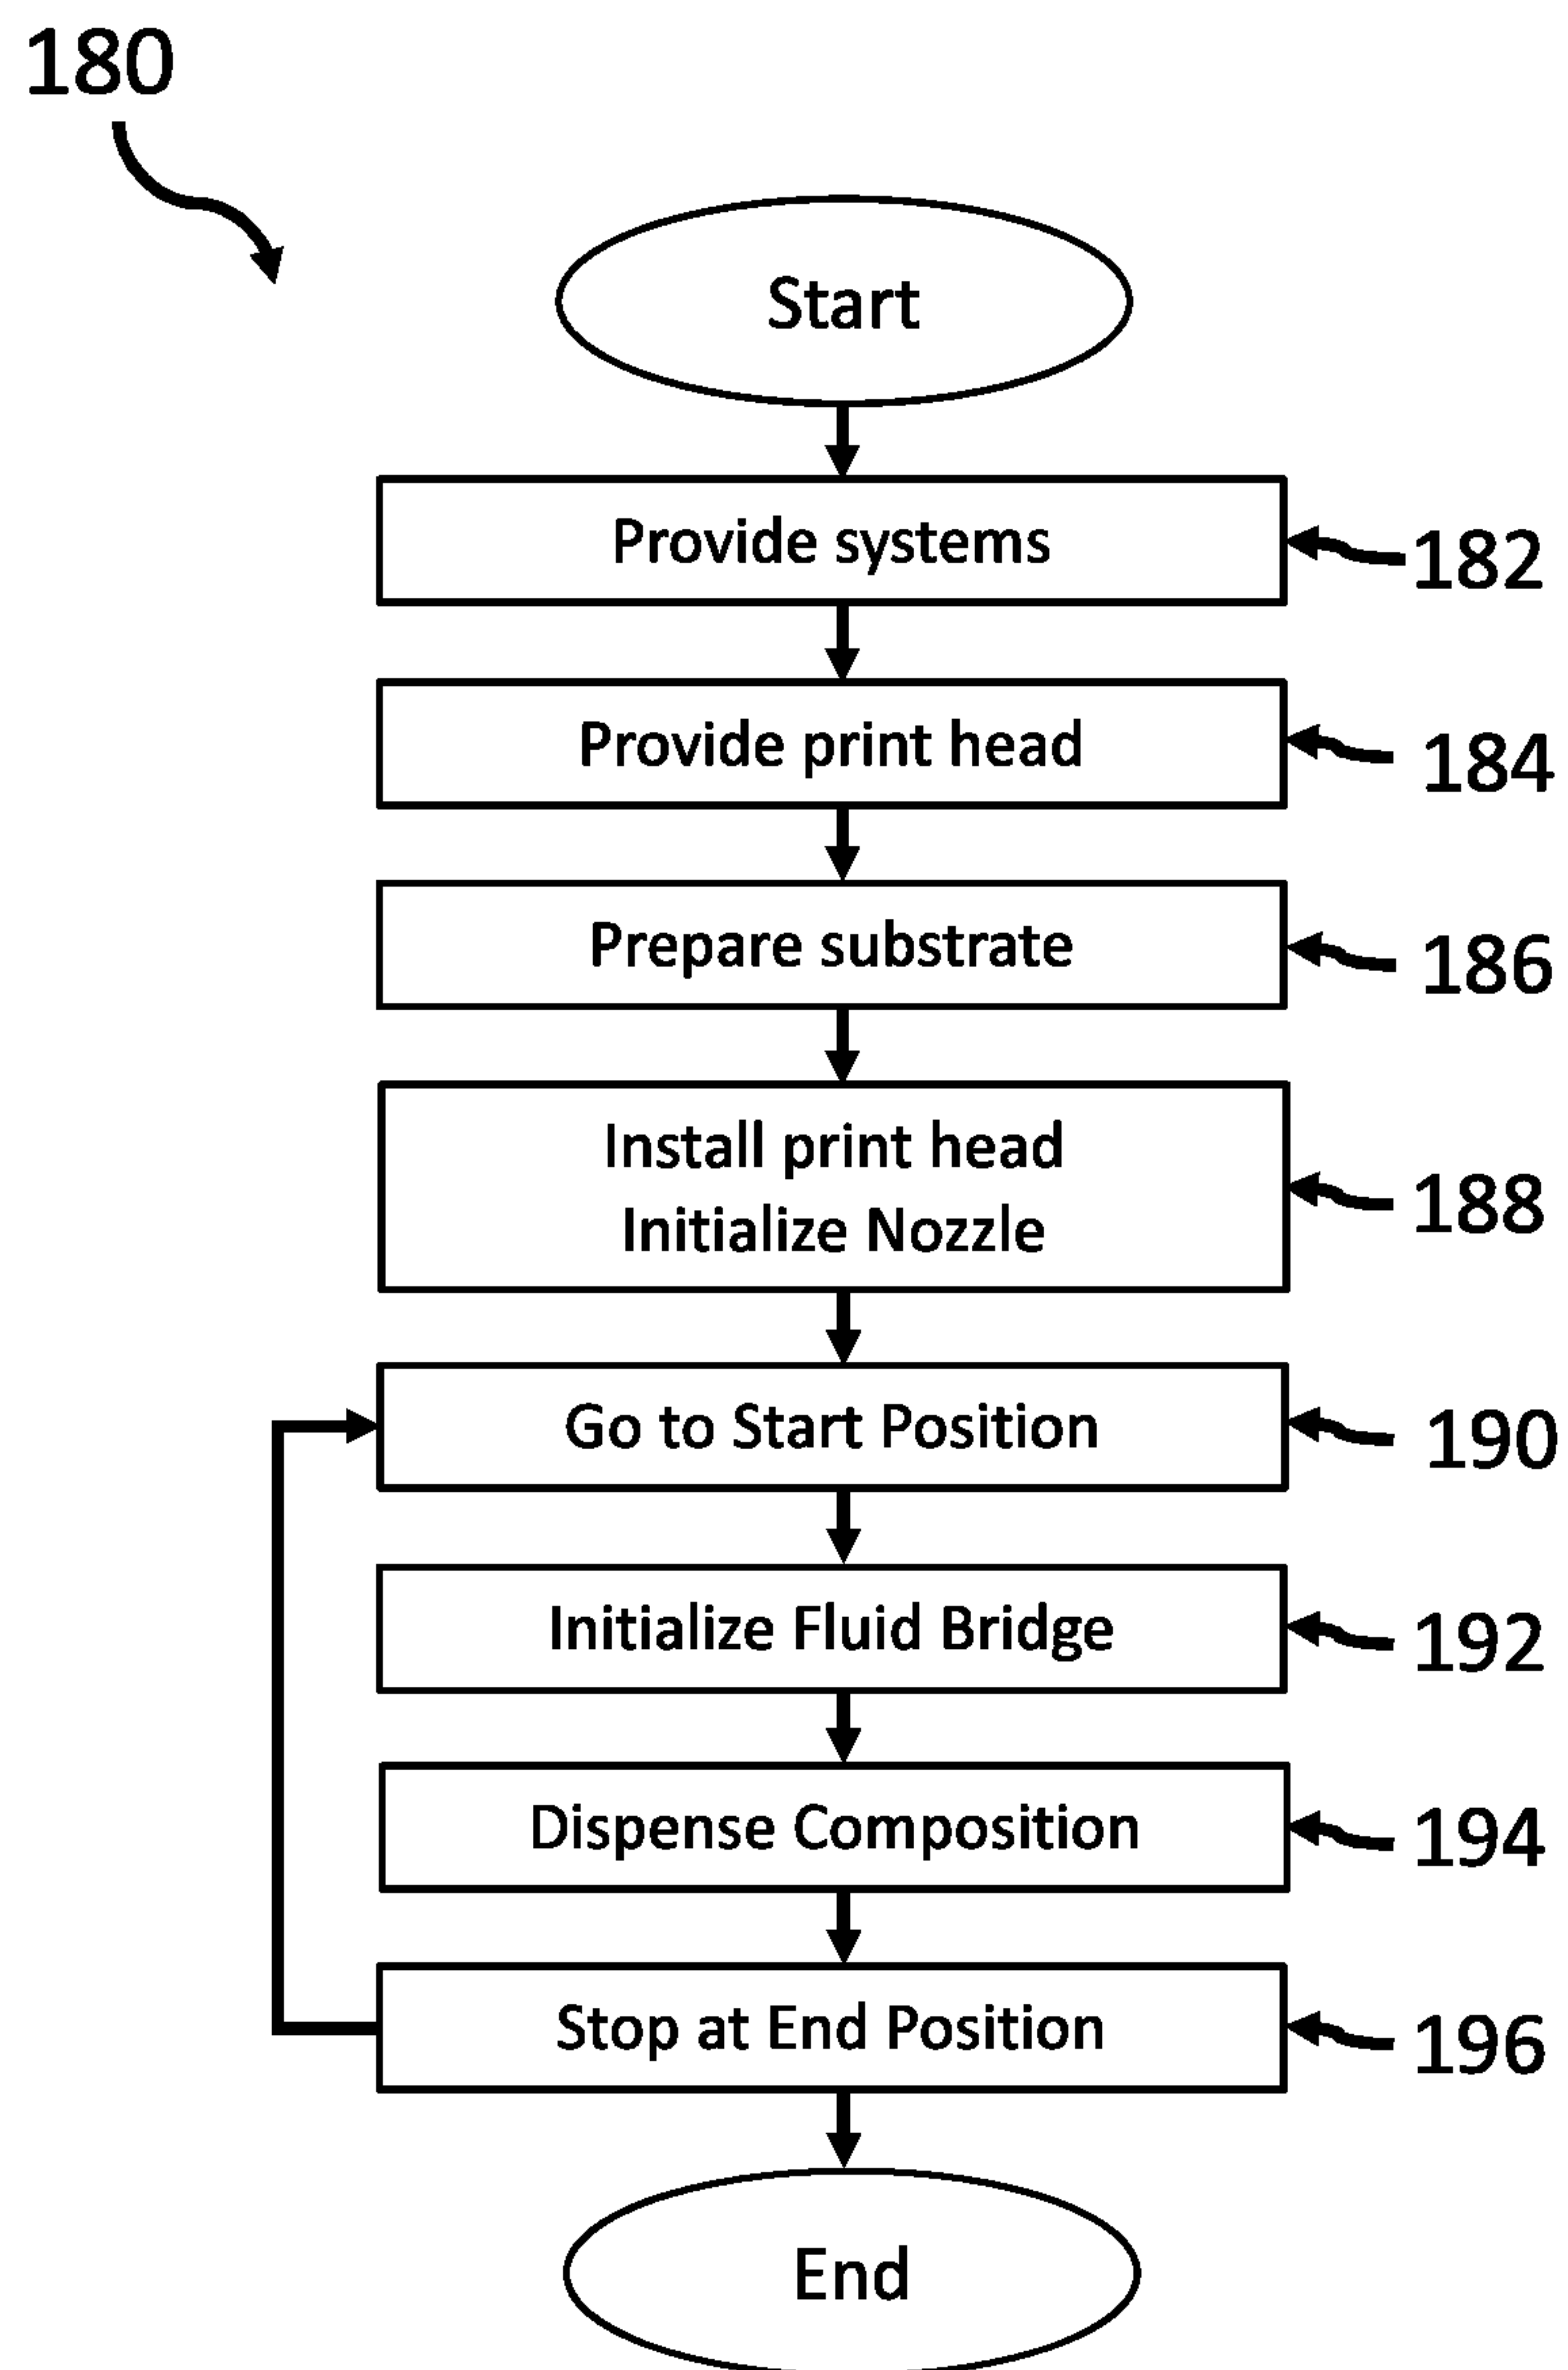 180
Start
Provide systems
182
Provide print head
184
Prepare substrate
186
Install print head
Initialize Nozzle
188
Go to Start Position
190
Initialize Fluid Bridge
192
Dispense Composition
194
Stop at End Position
196
End